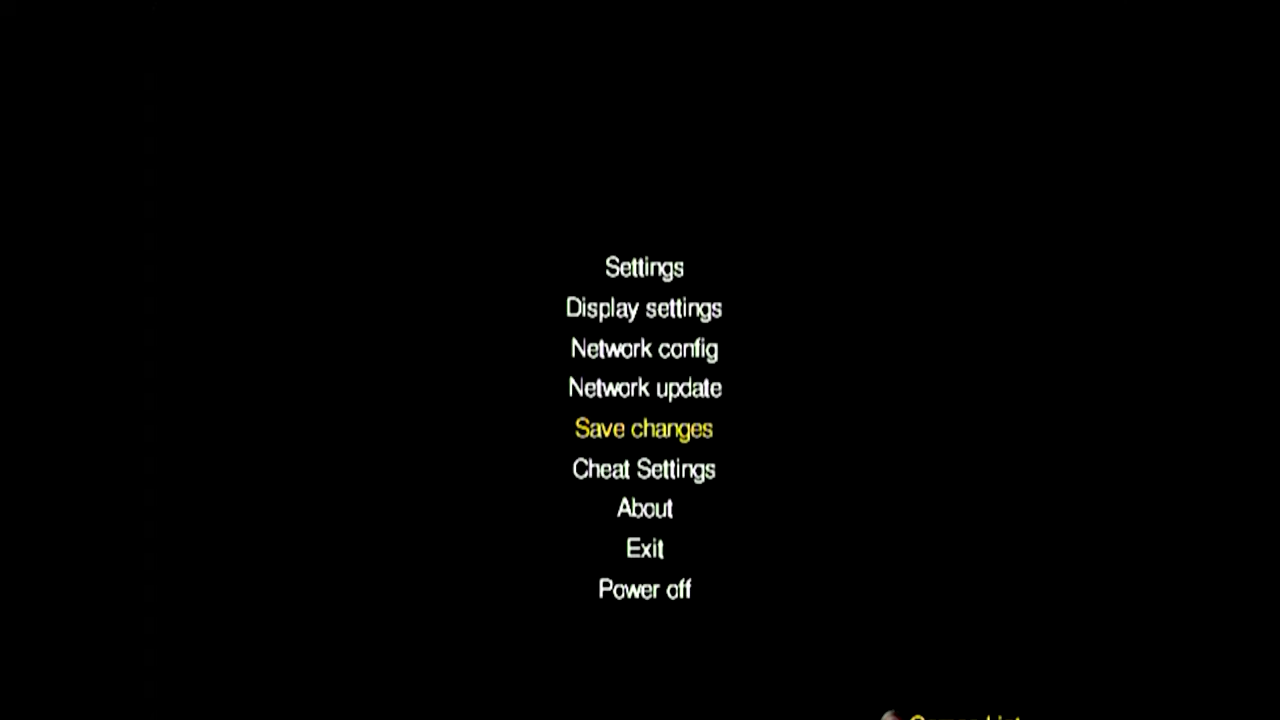 Settings
Display settings
Network config
Network update
Save changes
Cheat Settings
About
Exit
Power off